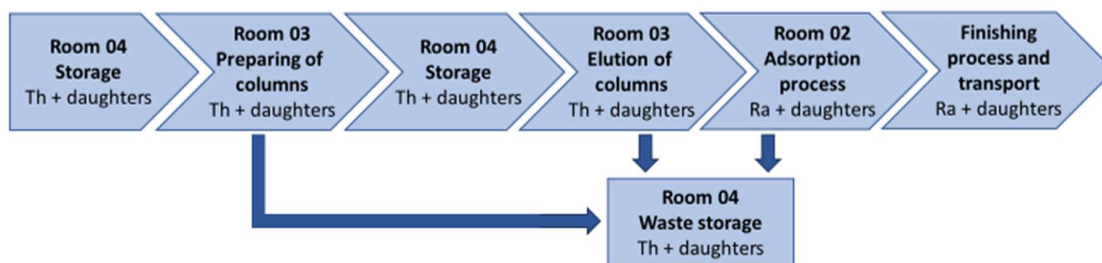 Room 04
Storage
Th + daughters
Room 03
Preparing of
columns
Th + daughters
Room 04
Storage
Th + daughters
Room 03
Elution of
columns
Th + daughters
Room 02
Adsorption
process
Ra + daughters
Finishing
process and
transport
Ra + daughters
Room 04
Waste storage
Th + daughters